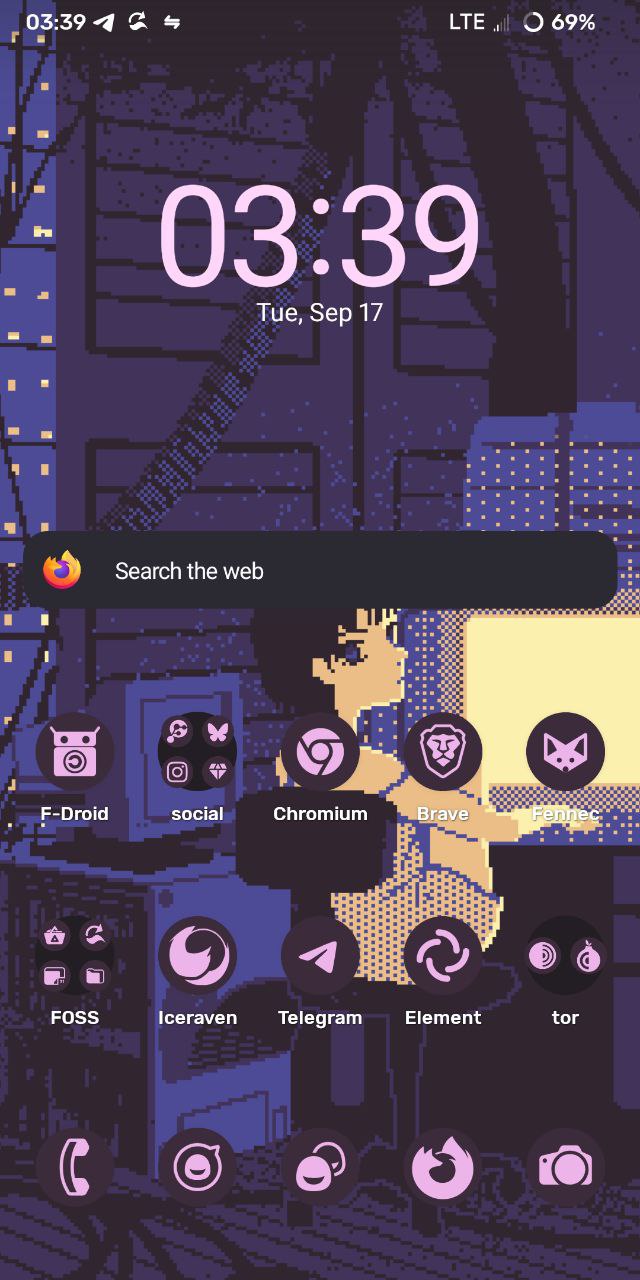 03:39 LTE 69%
03:39
Tue, Sep 17
Search the web
F-Droid social Chromium Brave Fennec
FOSS Iceraven Telegram Element tor